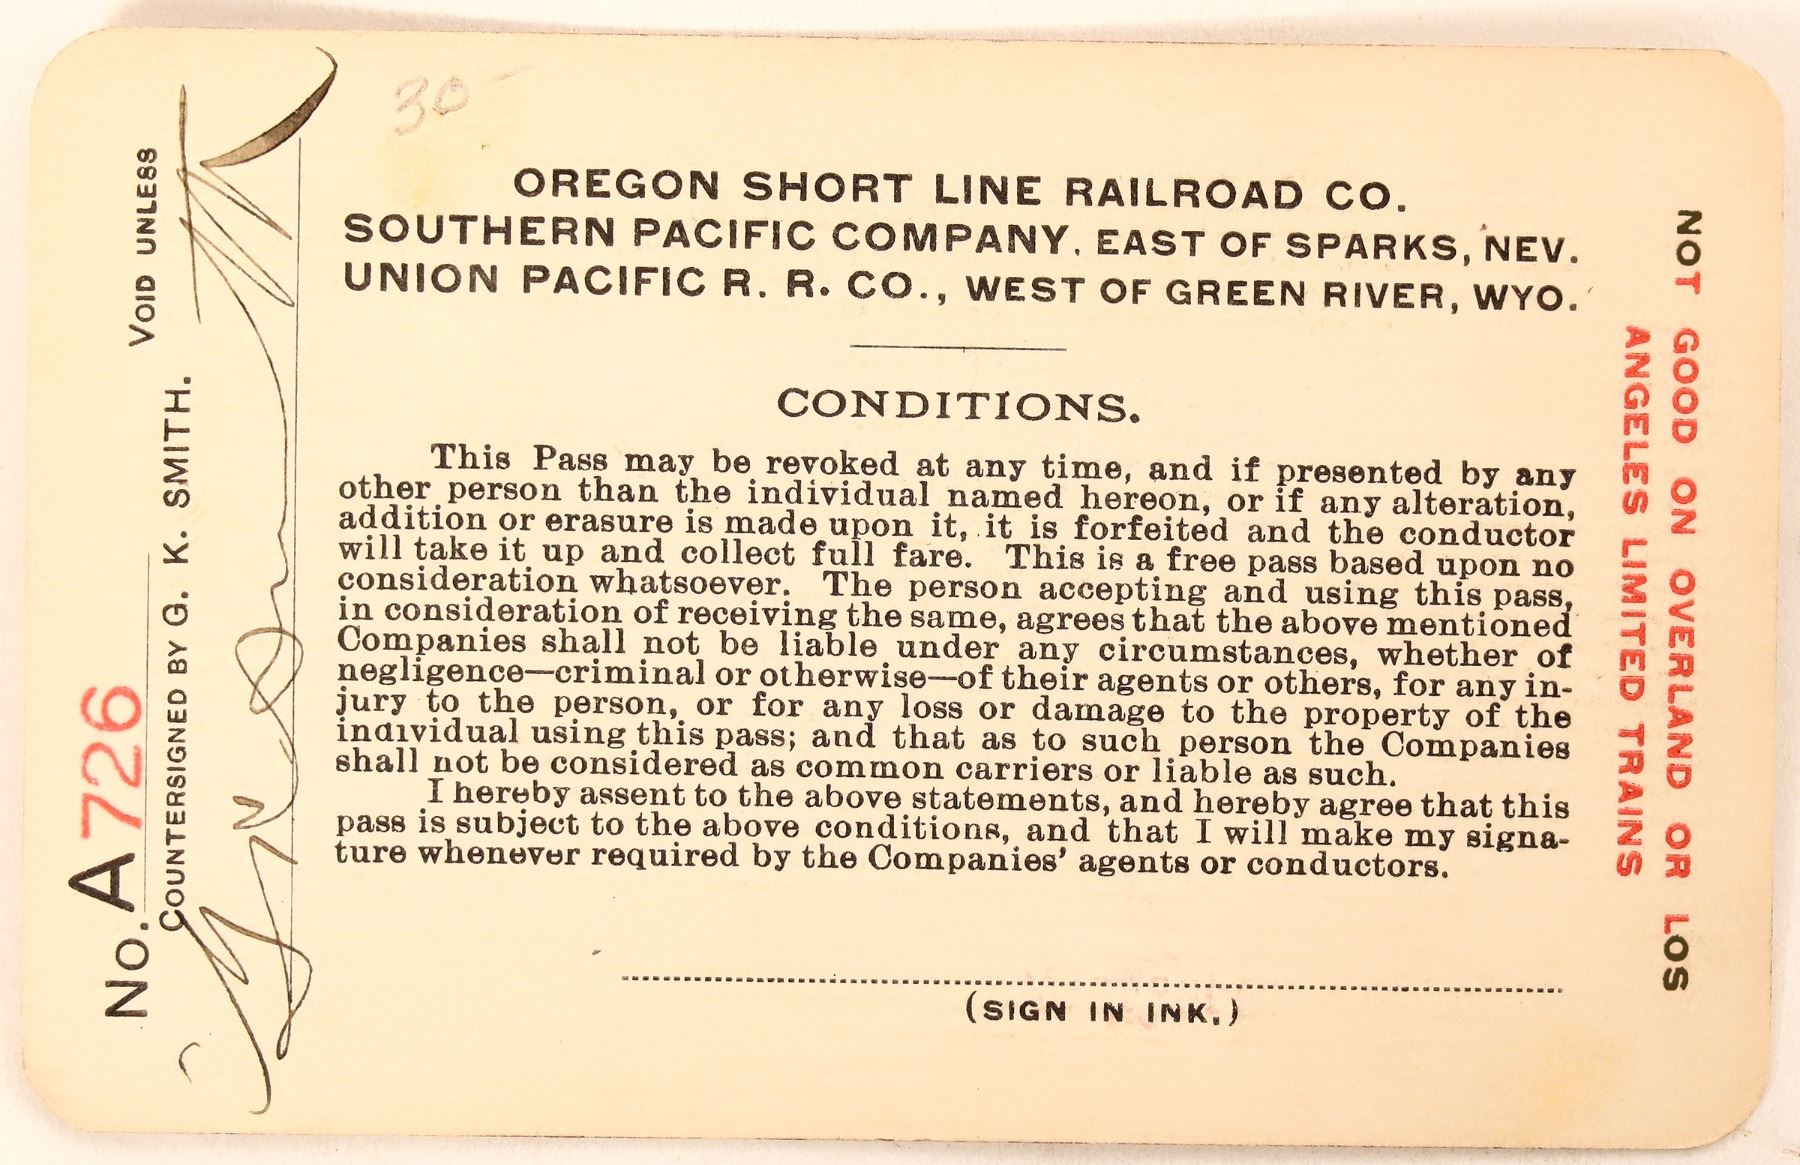 30-
OREGON SHORT LINE RAILROAD CO.
SOUTHERN PACIFIC COMPANY, EAST OF SPARKS, NEV.
UNION PACIFIC R. R. CO., WEST OF GREEN RIVER, WYO.
CONDITIONS.
This Pass may be revoked at any time, and if presented by any
other person than the individual named hereon, or if any alteration,
addition or erasure is made upon it, it is forfeited and the conductor
will take it up and collect full fare. This is a free pass based upon no
consideration whatsoever. The person accepting and using this pass,
in consideration of receiving the same, agrees that the above mentioned
Companies shall not be liable under any circumstances, whether of
negligence—criminal or otherwise—of their agents or others, for any in-
jury to the person, or for any loss or damage to the property of the
individual using this pass; and that as to such person the Companies
shall not be considered as common carriers or liable as such.
I hereby assent to the above statements, and hereby agree that this
pass is subject to the above conditions, and that I will make my signa-
ture whenever required by the Companies' agents or conductors.
(SIGN IN INK.)
No. A 726 VOID UNLESS
COUNTERSIGNED BY G. K. SMITH.
NOT GOOD ON OVERLAND OR LOS
ANGELES LIMITED TRAINS